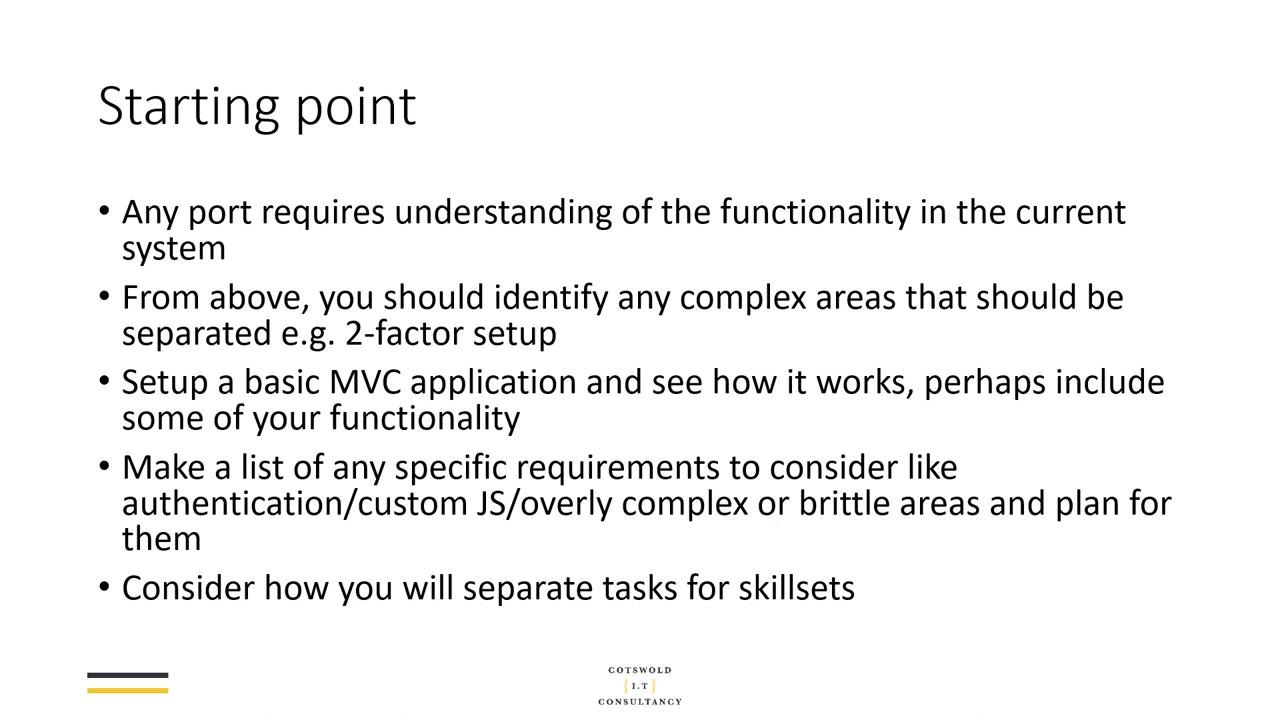 Starting point
• Any port requires understanding of the functionality in the current
system
• From above, you should identify any complex areas that should be
separated e.g. 2-factor setup
• Setup a basic MVC application and see how it works, perhaps include
some of your functionality
• Make a list of any specific requirements to consider like
authentication/custom JS/overly complex or brittle areas and plan for
them
• Consider how you will separate tasks for skillsets
COTSWOLD
{I.T}
CONSULTANCY